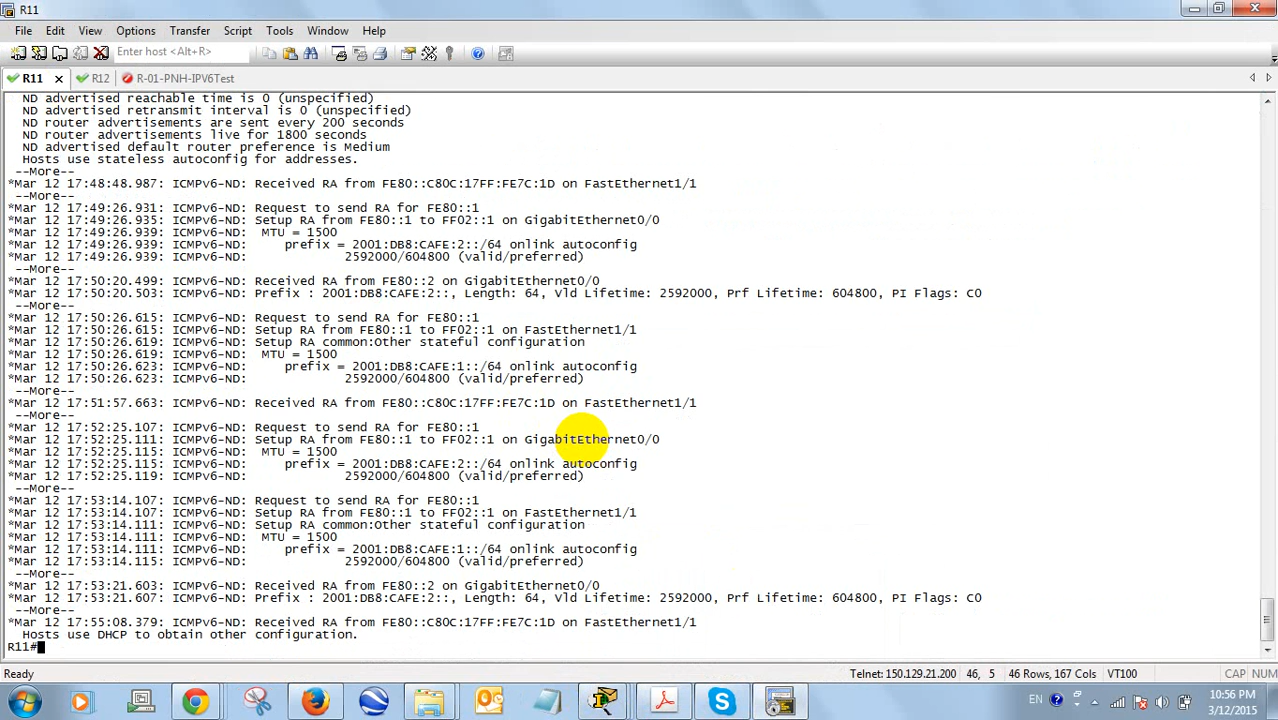 R11
File Edit View Options Transfer Script Tools Window Help
Enter host <Alt+R>
R11 R12 R-01-PNH-IPV6Test
ND advertised reachable time is 0 (unspecified)
ND advertised retransmit interval is 0 (unspecified)
ND router advertisements are sent every 200 seconds
ND router advertisements live for 1800 seconds
ND advertised default router preference is Medium
Hosts use stateless autoconfig for addresses.
--More--
*Mar 12 17:48:48.987: ICMPv6-ND: Received RA from FE80::C80C:17FF:FE7C:1D on FastEthernet1/1
--More--
*Mar 12 17:49:26.931: ICMPv6-ND: Request to send RA for FE80::1
*Mar 12 17:49:26.935: ICMPv6-ND: Setup RA from FE80::1 to FF02::1 on GigabitEthernet0/0
*Mar 12 17:49:26.939: ICMPv6-ND: MTU = 1500
*Mar 12 17:49:26.939: ICMPv6-ND: prefix = 2001:DB8:CAFE:2::/64 onlink autoconfig
*Mar 12 17:49:26.939: ICMPv6-ND: 2592000/604800 (valid/preferred)
--More--
*Mar 12 17:50:20.499: ICMPv6-ND: Received RA from FE80::2 on GigabitEthernet0/0
*Mar 12 17:50:20.503: ICMPv6-ND: Prefix : 2001:DB8:CAFE:2::, Length: 64, Vld Lifetime: 2592000, Prf Lifetime: 604800, PI Flags: C0
--More--
*Mar 12 17:50:26.615: ICMPv6-ND: Request to send RA for FE80::1
*Mar 12 17:50:26.615: ICMPv6-ND: Setup RA from FE80::1 to FF02::1 on FastEthernet1/1
*Mar 12 17:50:26.619: ICMPv6-ND: Setup RA common:Other stateful configuration
*Mar 12 17:50:26.619: ICMPv6-ND: MTU = 1500
*Mar 12 17:50:26.623: ICMPv6-ND: prefix = 2001:DB8:CAFE:1::/64 onlink autoconfig
*Mar 12 17:50:26.623: ICMPv6-ND: 2592000/604800 (valid/preferred)
--More--
*Mar 12 17:51:57.663: ICMPv6-ND: Received RA from FE80::C80C:17FF:FE7C:1D on FastEthernet1/1
--More--
*Mar 12 17:52:25.107: ICMPv6-ND: Request to send RA for FE80::1
*Mar 12 17:52:25.111: ICMPv6-ND: Setup RA from FE80::1 to FF02::1 on GigabitEthernet0/0
*Mar 12 17:52:25.115: ICMPv6-ND: MTU = 1500
*Mar 12 17:52:25.115: ICMPv6-ND: prefix = 2001:DB8:CAFE:2::/64 onlink autoconfig
*Mar 12 17:52:25.119: ICMPv6-ND: 2592000/604800 (valid/preferred)
--More--
*Mar 12 17:53:14.107: ICMPv6-ND: Request to send RA for FE80::1
*Mar 12 17:53:14.107: ICMPv6-ND: Setup RA from FE80::1 to FF02::1 on FastEthernet1/1
*Mar 12 17:53:14.111: ICMPv6-ND: Setup RA common:Other stateful configuration
*Mar 12 17:53:14.111: ICMPv6-ND: MTU = 1500
*Mar 12 17:53:14.111: ICMPv6-ND: prefix = 2001:DB8:CAFE:1::/64 onlink autoconfig
*Mar 12 17:53:14.115: ICMPv6-ND: 2592000/604800 (valid/preferred)
--More--
*Mar 12 17:53:21.603: ICMPv6-ND: Received RA from FE80::2 on GigabitEthernet0/0
*Mar 12 17:53:21.607: ICMPv6-ND: Prefix : 2001:DB8:CAFE:2::, Length: 64, Vld Lifetime: 2592000, Prf Lifetime: 604800, PI Flags: C0
--More--
*Mar 12 17:55:08.379: ICMPv6-ND: Received RA from FE80::C80C:17FF:FE7C:1D on FastEthernet1/1
Hosts use DHCP to obtain other configuration.
R11#
Ready Telnet: 150.129.21.200 46, 5 46 Rows, 167 Cols VT100 CAP NUM
EN 10:56 PM
3/12/2015